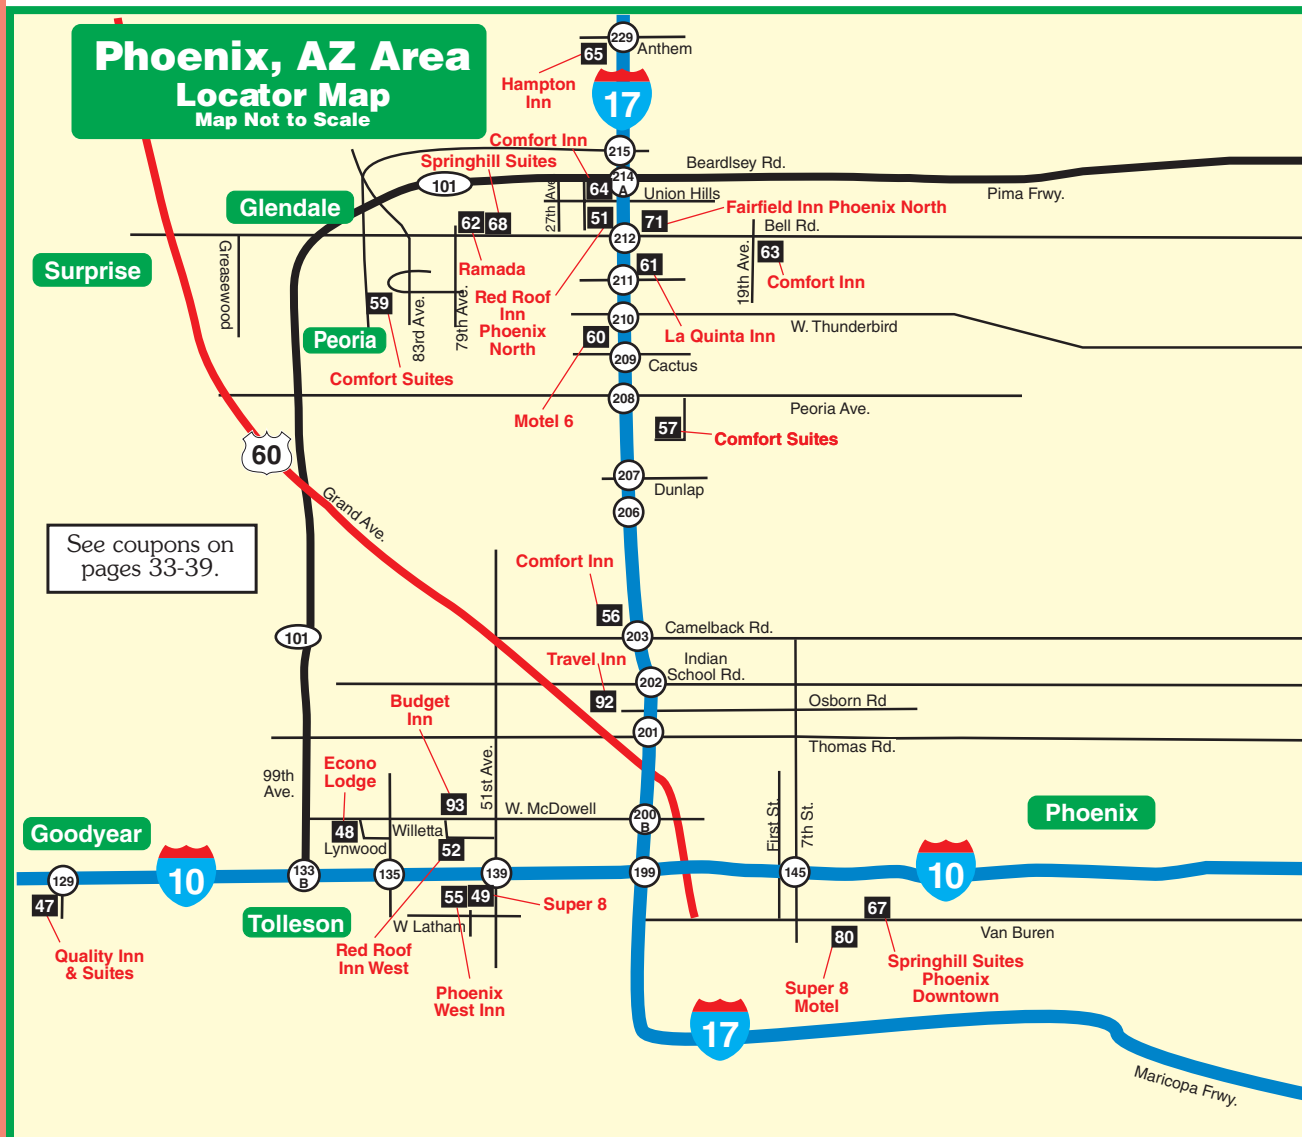 Phoenix, AZ Area
Locator Map
Map Not to Scale
229
Anthem
65
Hampton
Inn
17
Comfort Inn
215
Springhill Suites
Beardlsey Rd.
101
214
A
64
27th Ave
Union Hills
Pima Frwy.
Glendale
62
68
51
71
Fairfield Inn Phoenix North
Bell Rd.
212
Surprise
Greasewood
Ramada
61
19th Ave.
63
Comfort Inn
211
59
83rd Ave.
79th Ave.
Red Roof
Inn
Phoenix
North
210
W. Thunderbird
La Quinta Inn
Peoria
60
209
Cactus
Comfort Suites
208
Peoria Ave.
Motel 6
57
Comfort Suites
60
207
Dunlap
Grand Ave.
206
See coupons on
pages 33-39.
Comfort Inn
56
101
203
Camelback Rd.
Travel Inn
Indian
School Rd.
202
92
Osborn Rd
Budget
Inn
201
Thomas Rd.
99th
Ave.
Econo
Lodge
51st Ave.
93
W. McDowell
200
B
First St.
7th St.
Phoenix
Goodyear
48
Willetta
Lynwood
52
129
10
133
B
135
139
199
145
10
47
55
49
Super 8
67
Tolleson
W Latham
Van Buren
80
Quality Inn
& Suites
Red Roof
Inn West
Springhill Suites
Phoenix
Downtown
Phoenix
West Inn
Super 8
Motel
17
Maricopa Frwy.